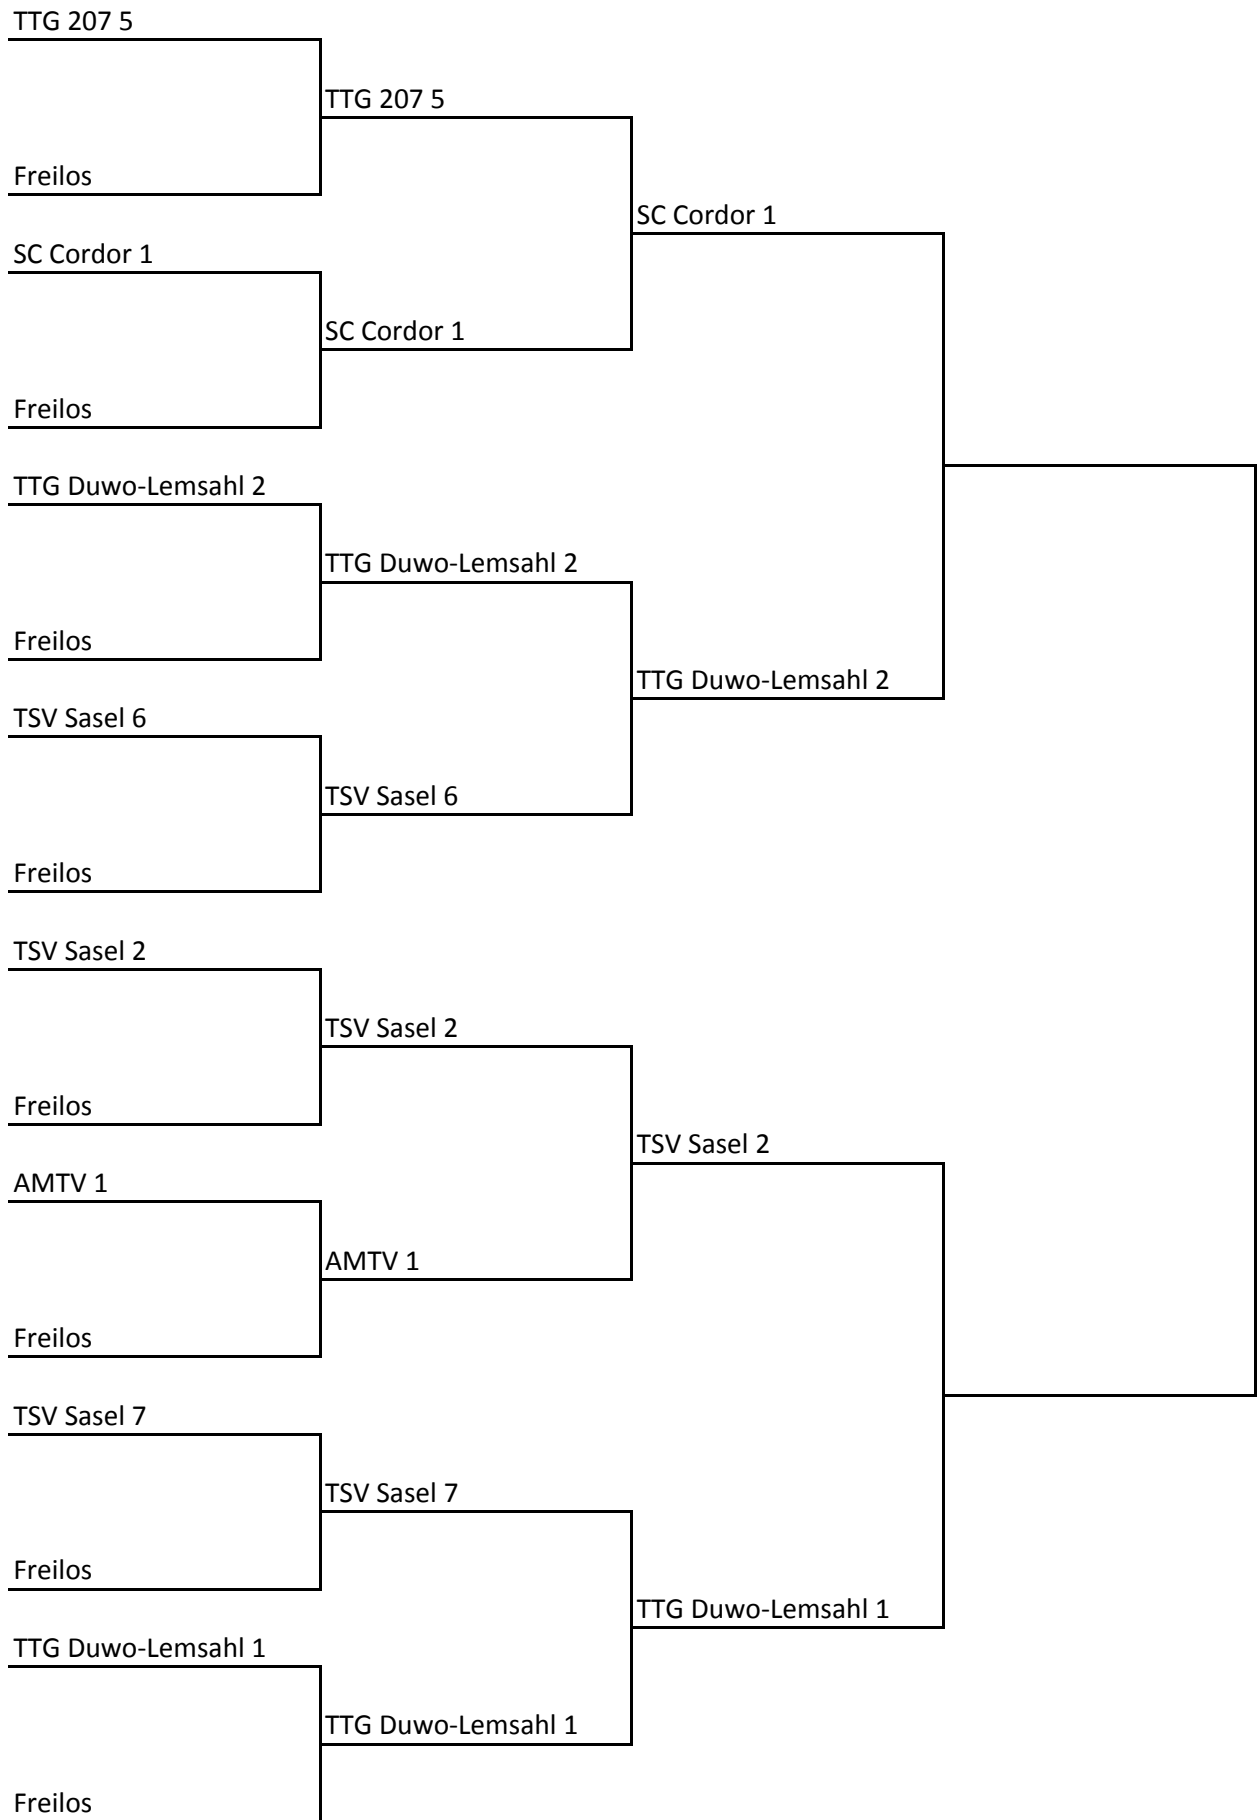 TTG 207 5
TTG 207 5
Freilos
SC Cordor 1
SC Cordor 1
SC Cordor 1
Freilos
TTG Duwo-Lemsahl 2
TTG Duwo-Lemsahl 2
Freilos
TTG Duwo-Lemsahl 2
TSV Sasel 6
TSV Sasel 6
Freilos
TSV Sasel 2
TSV Sasel 2
Freilos
TSV Sasel 2
AMTV 1
AMTV 1
Freilos
TSV Sasel 7
TSV Sasel 7
Freilos
TTG Duwo-Lemsahl 1
TTG Duwo-Lemsahl 1
TTG Duwo-Lemsahl 1
Freilos